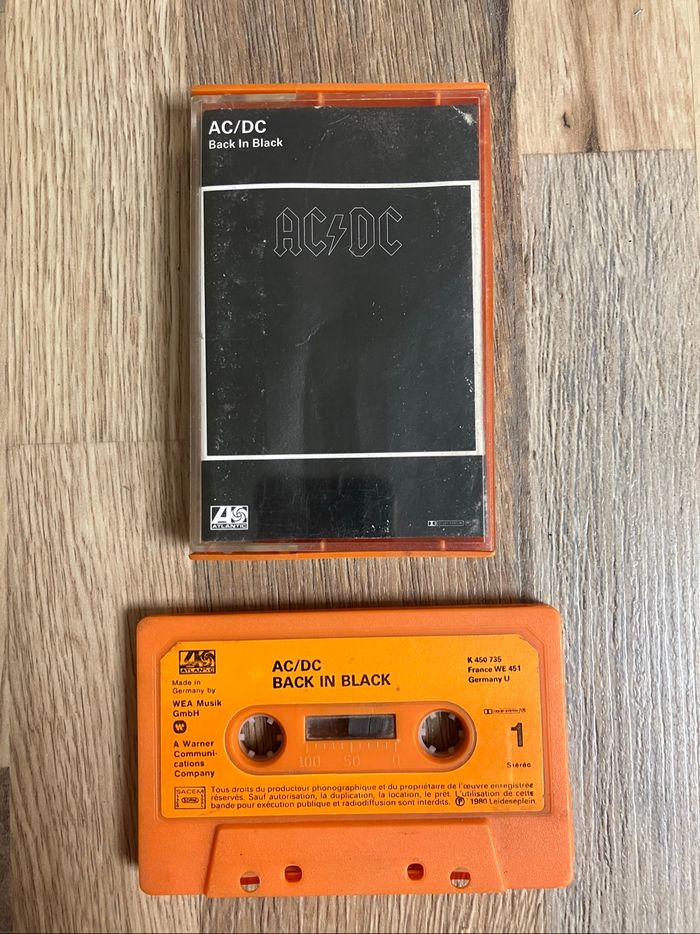 AC/DC
Back In Black
AC DC
ATLANTIC
ATLANTIC
AC/DC
BACK IN BLACK
K 450 735
France WE 451
Germany U
Made in
Germany by
WEA Musik
GmbH
A Warner
Communi-
cations
Company
100 50 0
1
Stéréo
SACEM
Tous droits du producteur phonographique et du propriétaire de l'œuvre enregistrée
réservés. Sauf autorisation, la duplication, la location, le prêt. L'utilisation de cette
bande pour exécution publique et radiodiffusion sont interdits. Ⓟ 1980 Leideseplein.